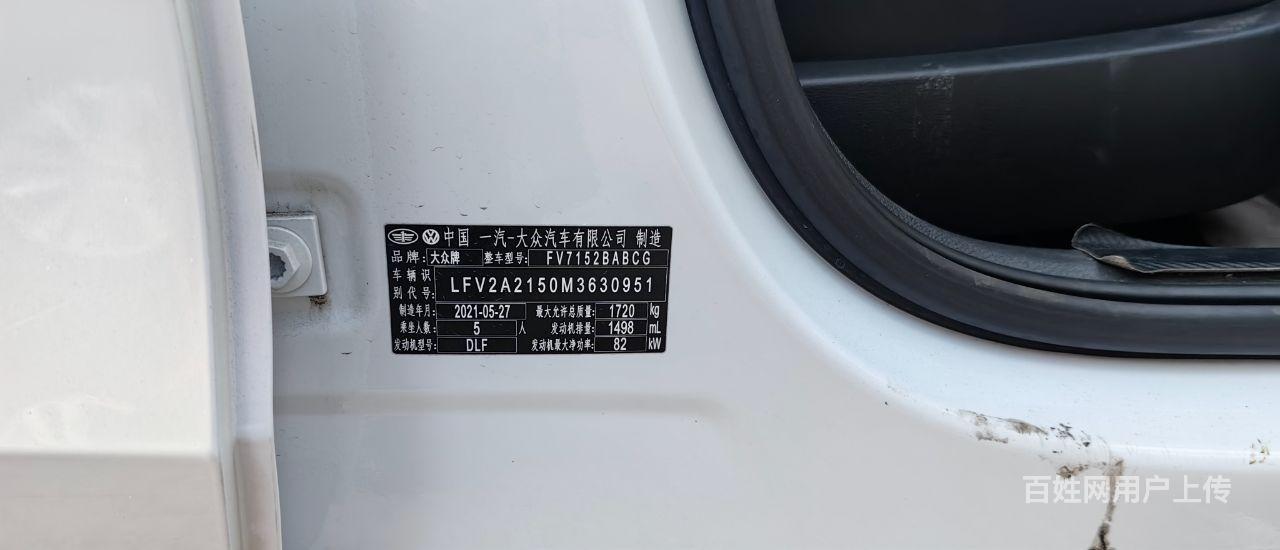 中国 一汽-大众汽车有限公司 制造
品牌: 大众牌 整车型号: FV7152BABCG
车辆识别代号: LFV2A2150M3630951
制造年月: 2021-05-27 最大允许总质量: 1720 kg
乘坐人数: 5 人 发动机排量: 1498 mL
发动机型号: DLF 发动机最大净功率: 82 kW
百姓网用户上传